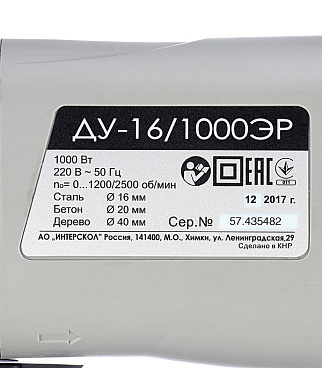 ДУ-16/1000ЭР
1000 Вт
220 В ~ 50 Гц
n₀= 0...1200/2500 об/мин
Сталь Ø 16 мм
Бетон Ø 20 мм
Дерево Ø 40 мм
EAC
011
12 2017 г.
Сер.№ 57.435482
АО „ИНТЕРСКОЛ" Россия, 141400, М.О., Химки, ул. Ленинградская,29
Сделано в КНР